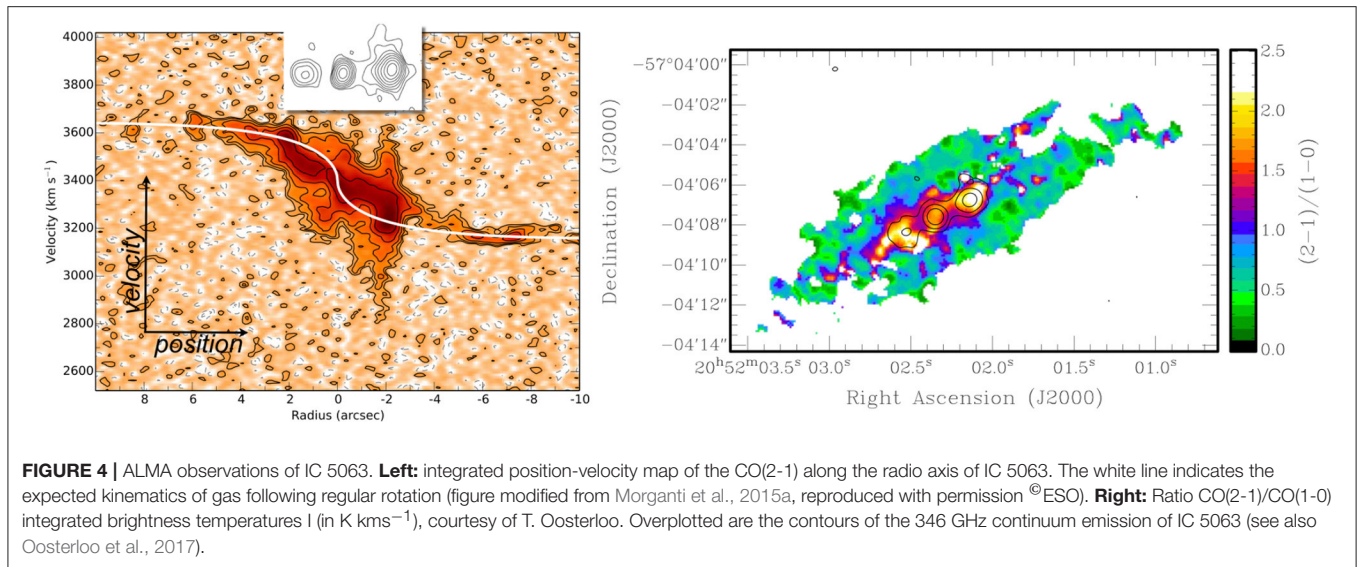 4000
3800
3600
3400
3200
3000
2800
2600
Velocity (km s⁻¹)
velocity
position
8 6 4 2 0 -2 -4 -6 -8 -10
Radius (arcsec)
Declination (J2000)
−57°04′00″
−04′02″
−04′04″
−04′06″
−04′08″
−04′10″
−04′12″
−04′14″
20ʰ52ᵐ03.5ˢ 03.0ˢ 02.5ˢ 02.0ˢ 01.5ˢ 01.0ˢ
Right Ascension (J2000)
2.5
2.0
1.5
1.0
0.5
0.0
(2−1)/(1−0)
FIGURE 4 | ALMA observations of IC 5063. Left: integrated position-velocity map of the CO(2-1) along the radio axis of IC 5063. The white line indicates the
expected kinematics of gas following regular rotation (figure modified from Morganti et al., 2015a, reproduced with permission ©ESO). Right: Ratio CO(2-1)/CO(1-0)
integrated brightness temperatures I (in K kms⁻¹), courtesy of T. Oosterloo. Overplotted are the contours of the 346 GHz continuum emission of IC 5063 (see also
Oosterloo et al., 2017).